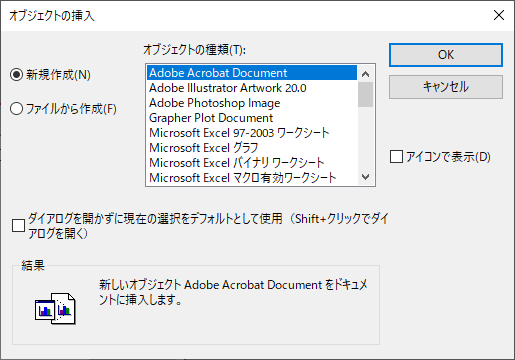 オブジェクトの挿入
オブジェクトの種類(T):
新規作成(N)
ファイルから作成(F)
Adobe Acrobat Document
Adobe Illustrator Artwork 20.0
Adobe Photoshop Image
Grapher Plot Document
Microsoft Excel 97-2003 ワークシート
Microsoft Excel グラフ
Microsoft Excel バイナリ ワークシート
Microsoft Excel マクロ有効ワークシート
OK
キャンセル
アイコンで表示(D)
ダイアログを開かずに現在の選択をデフォルトとして使用 （Shift+クリックでダイ
アログを開く）
結果
新しいオブジェクト Adobe Acrobat Document をドキュメ
ントに挿入します。